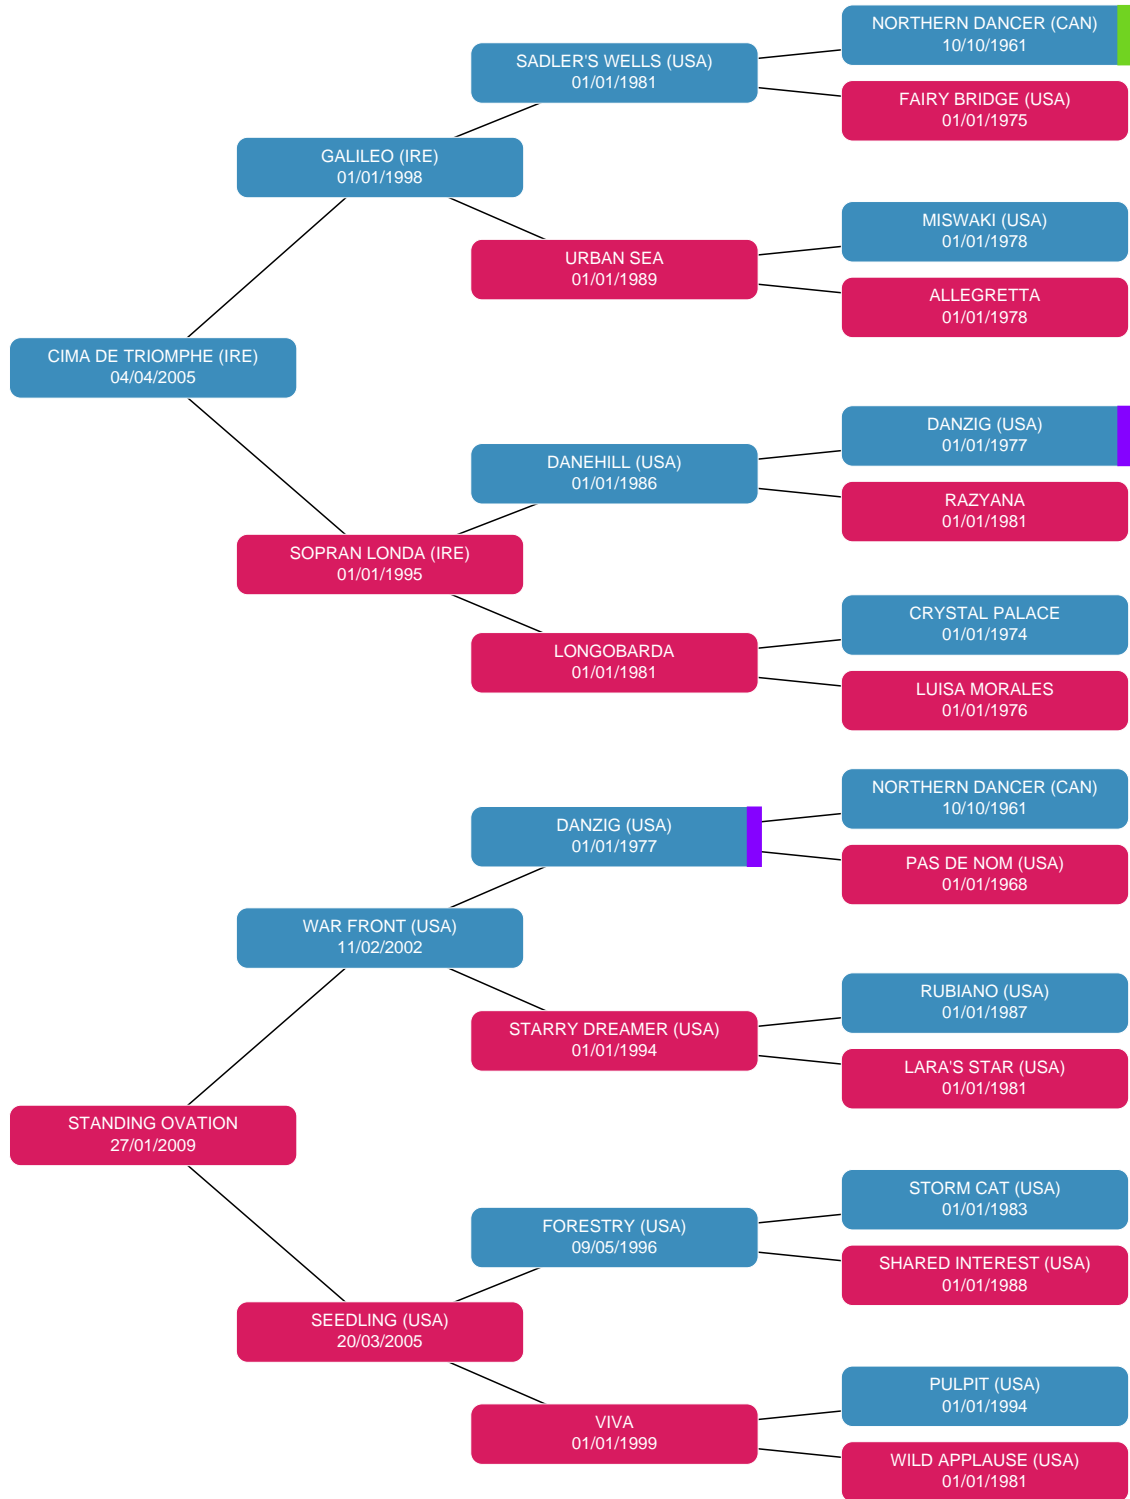 NORTHERN DANCER (CAN)
10/10/1961
SADLER'S WELLS (USA)
01/01/1981
FAIRY BRIDGE (USA)
01/01/1975
GALILEO (IRE)
01/01/1998
MISWAKI (USA)
01/01/1978
URBAN SEA
01/01/1989
ALLEGRETTA
01/01/1978
CIMA DE TRIOMPHE (IRE)
04/04/2005
DANZIG (USA)
01/01/1977
DANEHILL (USA)
01/01/1986
RAZYANA
01/01/1981
SOPRAN LONDA (IRE)
01/01/1995
CRYSTAL PALACE
01/01/1974
LONGOBARDA
01/01/1981
LUISA MORALES
01/01/1976
NORTHERN DANCER (CAN)
10/10/1961
DANZIG (USA)
01/01/1977
PAS DE NOM (USA)
01/01/1968
WAR FRONT (USA)
11/02/2002
RUBIANO (USA)
01/01/1987
STARRY DREAMER (USA)
01/01/1994
LARA'S STAR (USA)
01/01/1981
STANDING OVATION
27/01/2009
STORM CAT (USA)
01/01/1983
FORESTRY (USA)
09/05/1996
SHARED INTEREST (USA)
01/01/1988
SEEDLING (USA)
20/03/2005
PULPIT (USA)
01/01/1994
VIVA
01/01/1999
WILD APPLAUSE (USA)
01/01/1981